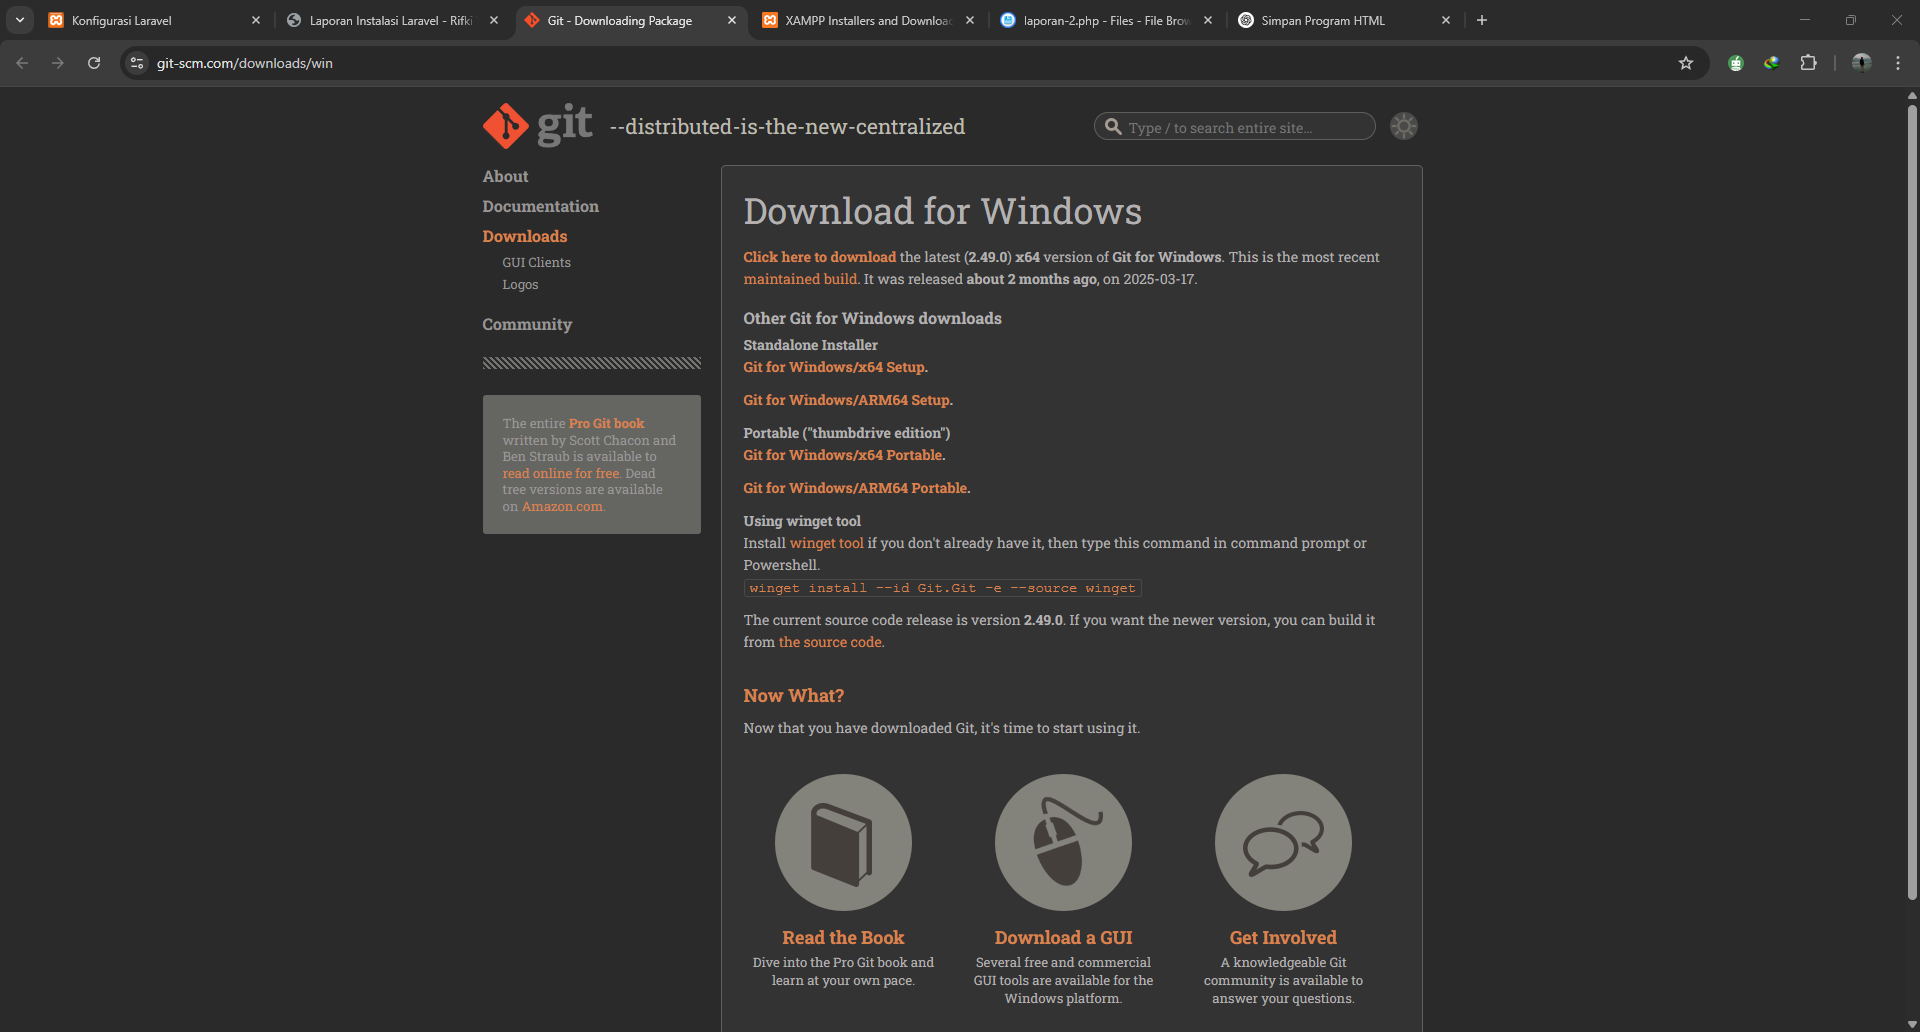 Konfigurasi Laravel
Laporan Instalasi Laravel - Rifki
Git - Downloading Package
XAMPP Installers and Downloa
laporan-2.php - Files - File Brow
Simpan Program HTML
git-scm.com/downloads/win
git --distributed-is-the-new-centralized
Type / to search entire site...
About
Documentation
Downloads
GUI Clients
Logos
Community
The entire Pro Git book
written by Scott Chacon and
Ben Straub is available to
read online for free. Dead
tree versions are available
on Amazon.com.
Download for Windows
Click here to download the latest (2.49.0) x64 version of Git for Windows. This is the most recent
maintained build. It was released about 2 months ago, on 2025-03-17.
Other Git for Windows downloads
Standalone Installer
Git for Windows/x64 Setup.
Git for Windows/ARM64 Setup.
Portable ("thumbdrive edition")
Git for Windows/x64 Portable.
Git for Windows/ARM64 Portable.
Using winget tool
Install winget tool if you don't already have it, then type this command in command prompt or
Powershell.
winget install --id Git.Git -e --source winget
The current source code release is version 2.49.0. If you want the newer version, you can build it
from the source code.
Now What?
Now that you have downloaded Git, it's time to start using it.
Read the Book
Dive into the Pro Git book and
learn at your own pace.
Download a GUI
Several free and commercial
GUI tools are available for the
Windows platform.
Get Involved
A knowledgeable Git
community is available to
answer your questions.